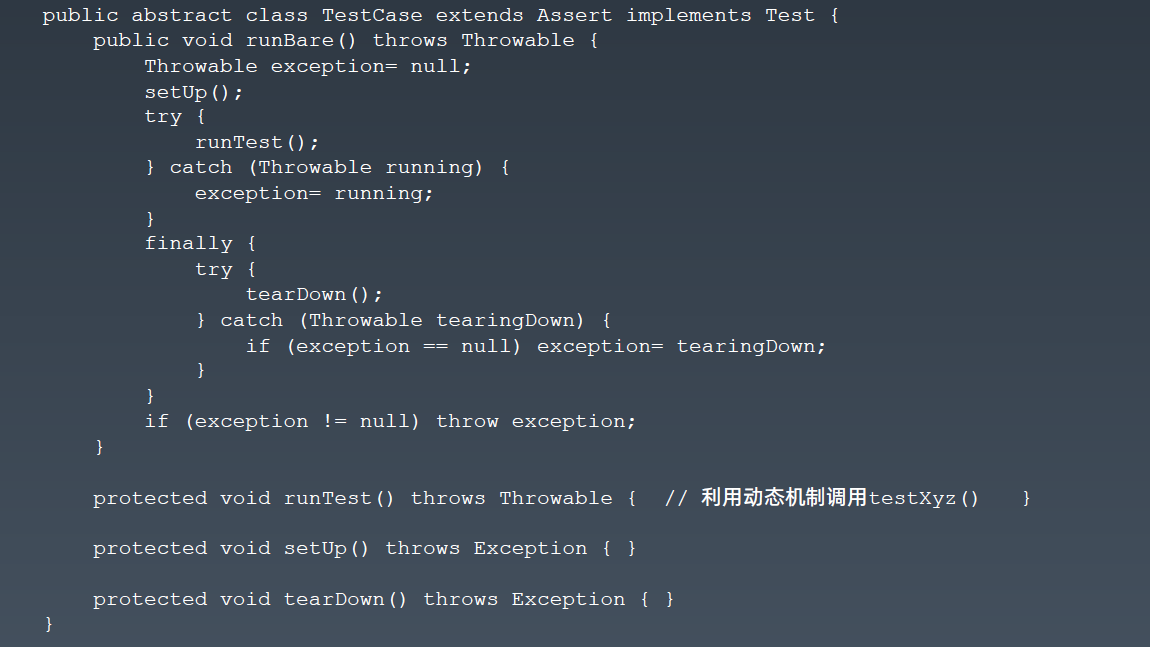 public abstract class TestCase extends Assert implements Test {
    public void runBare() throws Throwable {
        Throwable exception= null;
        setUp();
        try {
            runTest();
        } catch (Throwable running) {
            exception= running;
        }
        finally {
            try {
                tearDown();
            } catch (Throwable tearingDown) {
                if (exception == null) exception= tearingDown;
            }
        }
        if (exception != null) throw exception;
    }
    protected void runTest() throws Throwable {  // 利用动态机制调用testXyz()   }
    protected void setUp() throws Exception { }
    protected void tearDown() throws Exception { }
}